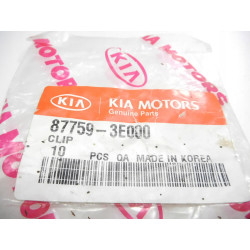 KIA
KIA MOTORS
Genuine Parts
87759-3E000
CLIP
10 PCS QA MADE IN KOREA